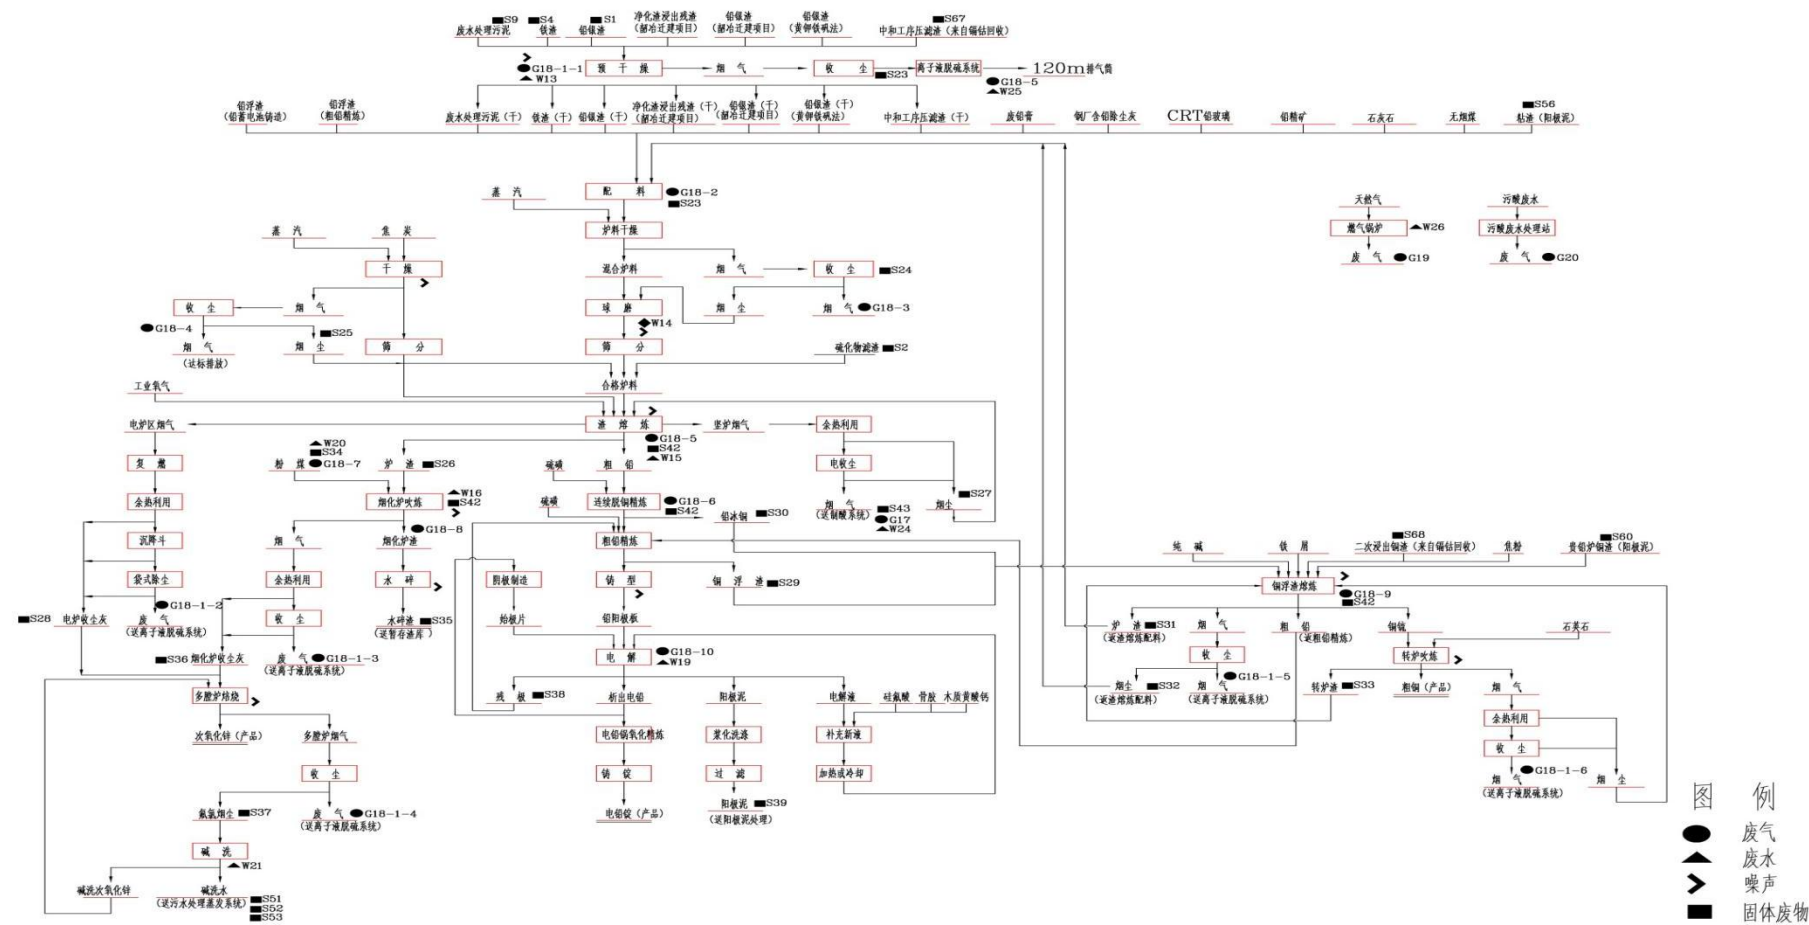 S9 S4 S1 S67
废水处理污泥 铁渣 铅银渣 净化渣浸出残渣 铅银渣 铅银渣 中和工序压滤渣（来自镉钴回收）
（韶冶迁建项目）（韶冶迁建项目）（黄钾铁矾法）
G18-1-1 预干燥 烟气 收尘 离子液脱硫系统 120m排气筒
W13 S23 G18-5
W25
铅浮渣 铅浮渣 净化渣浸出残渣（干） 铅银渣（干） 铅银渣（干） S56
（铅蓄电池铸造）（粗铅精炼） 废水处理污泥（干） 铁渣（干） 铅银渣（干）（韶冶迁建项目）（韶冶迁建项目）（黄钾铁矾法） 中和工序压滤渣（干） 废铅膏 钢厂含铅除尘灰 CRT铅玻璃 铅精矿 石灰石 无烟煤 粘渣（阳极泥）
蒸汽 配料 G18-2
S23
天然气 污酸废水
蒸汽 焦炭 炉料干燥 燃气锅炉 W26 污酸废水处理站
干燥 混合炉料 烟气 收尘 S24 废气 G19 废气 G20
收尘 烟气 球磨 烟尘 烟气 G18-3
G18-4 S25 W14
烟气 烟尘 筛分 筛分 硫化物滤渣 S2
（达标排放）
工业氧气 合格炉料
电炉区烟气 渣熔炼 竖炉烟气 余热利用
W20 G18-5
S34 S42
复燃 粉煤 G18-7 炉渣 S26 硫磺 粗铅 W15 电收尘
余热利用 烟化炉吹炼 W16 S42 硫磺 连续脱铜精炼 G18-6 S42 烟气 S43 烟尘 S27
（送制酸系统） G17
G18-8 铅冰铜 S30 W24
沉降斗 烟气 烟化炉渣 粗铅精炼 纯碱 铁屑 S68 二次浸出铜渣（来自镉钴回收） 焦粉 S60 贵铅炉铜渣（阳极泥）
袋式除尘 余热利用 水碎 阴极制造 铸型 铜浮渣 S29 铜浮渣熔炼
G18-1-2 G18-9
S42
S28 电炉收尘灰 废气 收尘 水碎渣 S35 始极片 铅阳极板 炉渣 S31 烟气 粗铅 铜锍 石英石
（送离子液脱硫系统） （送暂存渣库） （返渣熔炼配料） （返粗铅精炼）
S36 烟化炉收尘灰 废气 G18-1-3 电解 G18-10 收尘 转炉吹炼
（送离子液脱硫系统） W19
多膛炉焙烧 残极 S38 析出电铅 阳极泥 电解液 硅氟酸 骨胶 木质黄酸钙 烟尘 S32 烟气 G18-1-5 转炉渣 S33 粗铜（产品） 烟气
（返渣熔炼配料）（送离子液脱硫系统）
次氧化锌（产品） 多膛炉烟气 电铅锅氧化精炼 浆化洗涤 补充新液 余热利用
收尘 铸锭 过滤 加热或冷却 收尘
G18-1-6
烟气 烟尘
（送离子液脱硫系统）
氟氯烟尘 S37 废气 G18-1-4 电铅锭（产品） 阳极泥 S39
（送离子液脱硫系统） （送阳极泥处理）
碱洗
W21
碱洗次氧化锌 碱洗水
（送污水处理蒸发系统） S51
S52
S53
图例
废气
废水
噪声
固体废物